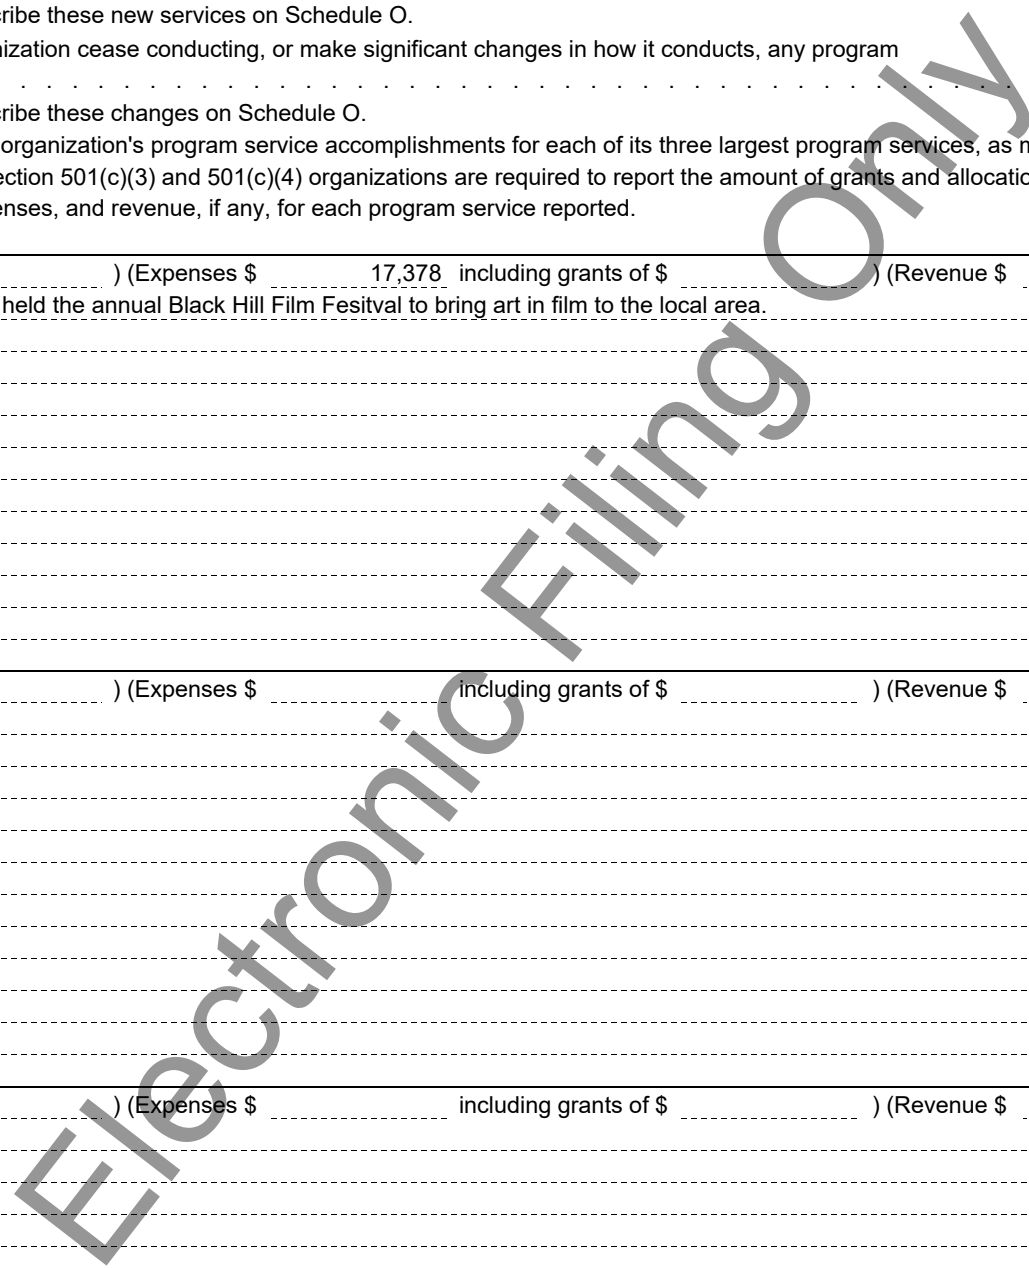 ribe these new services on Schedule O.
nization cease conducting, or make significant changes in how it conducts, any program
. . . . . . . . . . . . . . . . . . . . . . . . . . . . . . . . . . . . . . .
ribe these changes on Schedule O.
organization's program service accomplishments for each of its three largest program services, as m
ection 501(c)(3) and 501(c)(4) organizations are required to report the amount of grants and allocatio
enses, and revenue, if any, for each program service reported.
) (Expenses $ 17,378 including grants of $ ) (Revenue $
held the annual Black Hill Film Fesitval to bring art in film to the local area.
) (Expenses $ including grants of $ ) (Revenue $
) (Expenses $ including grants of $ ) (Revenue $
Electronic Filing Only